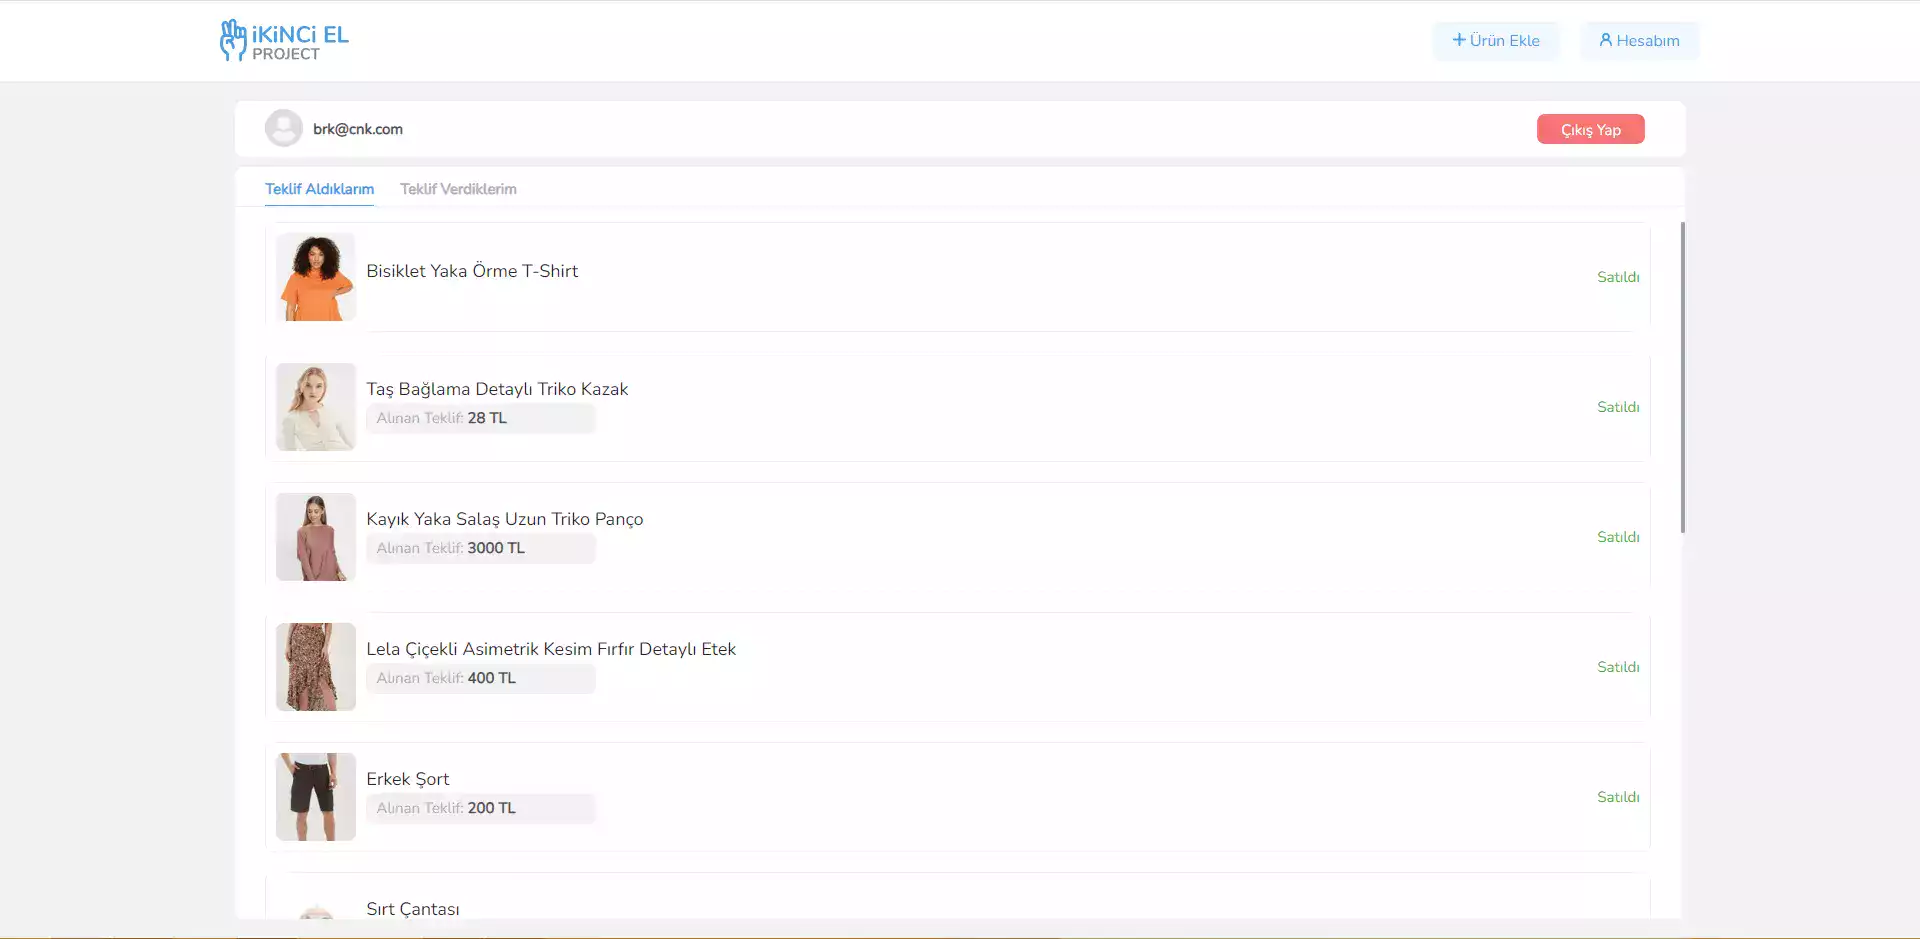 iKiNCi EL
PROJECT
Ürün Ekle
Hesabım
brk@cnk.com
Çıkış Yap
Teklif Aldıklarım
Teklif Verdiklerim
Bisiklet Yaka Örme T-Shirt
Satıldı
Taş Bağlama Detaylı Triko Kazak
Alınan Teklif: 28 TL
Satıldı
Kayık Yaka Salaş Uzun Triko Panço
Alınan Teklif: 3000 TL
Satıldı
Lela Çiçekli Asimetrik Kesim Fırfır Detaylı Etek
Alınan Teklif: 400 TL
Satıldı
Erkek Şort
Alınan Teklif: 200 TL
Satıldı
Sırt Çantası